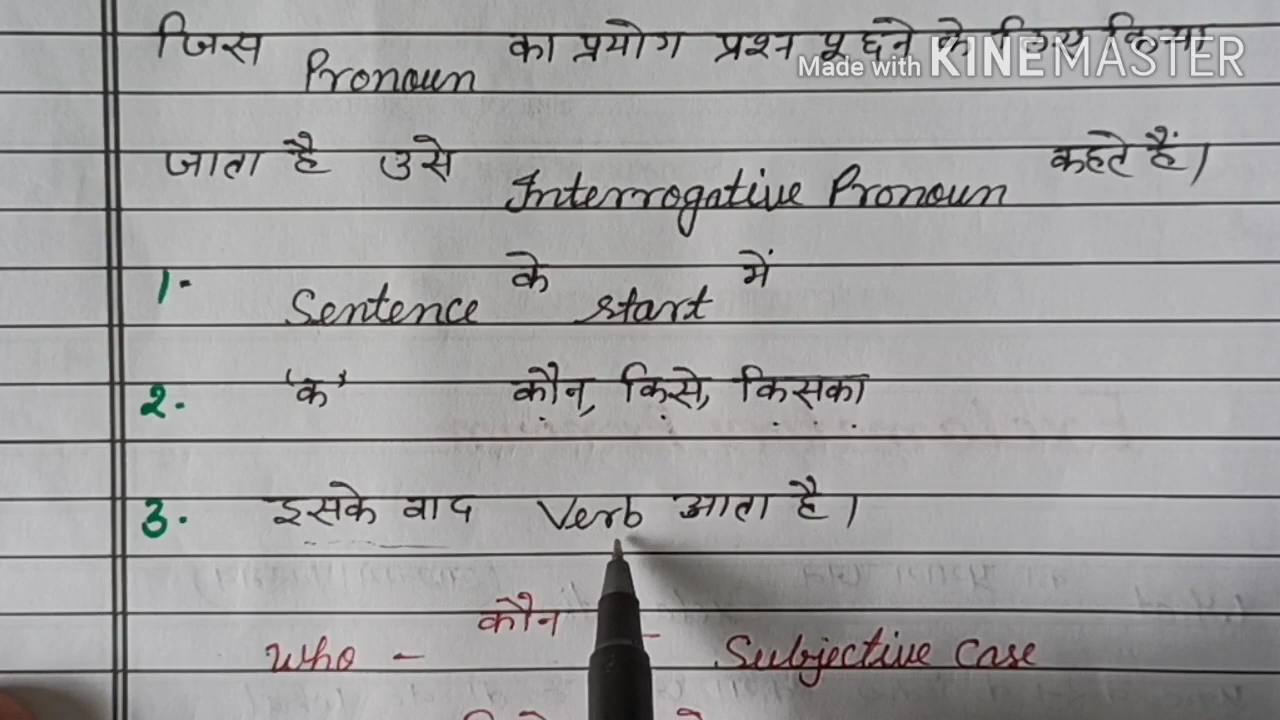 जिस Pronoun का प्रयोग प्रश्न पूछने के लिए किया
Made with KINEMASTER
जाता है उसे Interrogative Pronoun कहते हैं।
1. Sentence के start में
2. 'क' कौन, किसे, किसका
3. इसके बाद Verb आता है।
Who - कौन - Subjective Case